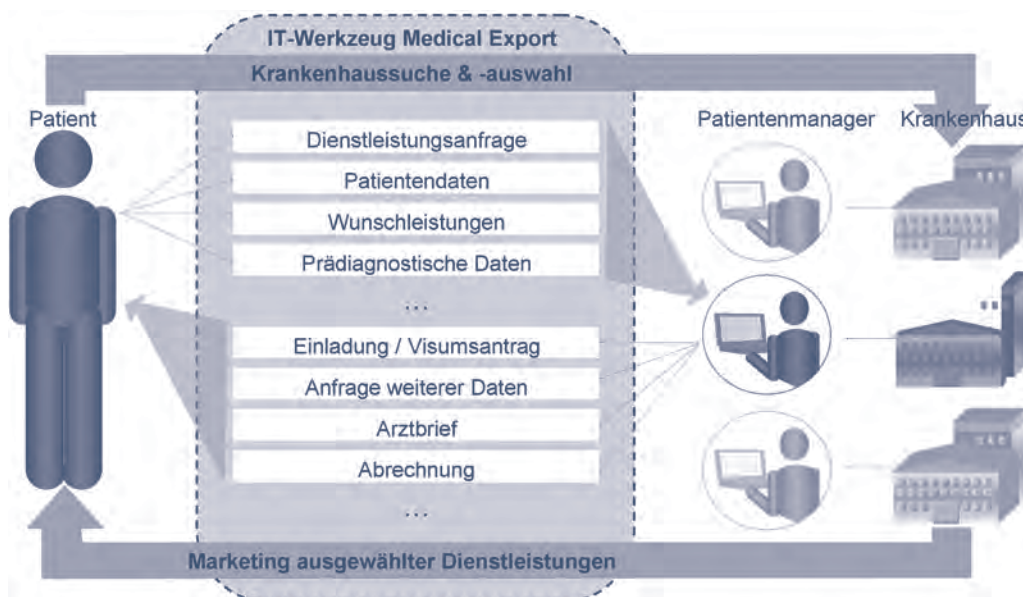 IT-Werkzeug Medical Export
Krankenhaussuche & -auswahl
Patient
Patientenmanager
Krankenhaus
Dienstleistungsanfrage
Patientendaten
Wunschleistungen
Prädiagnostische Daten
...
Einladung / Visumsantrag
Anfrage weiterer Daten
Arztbrief
Abrechnung
...
Marketing ausgewählter Dienstleistungen